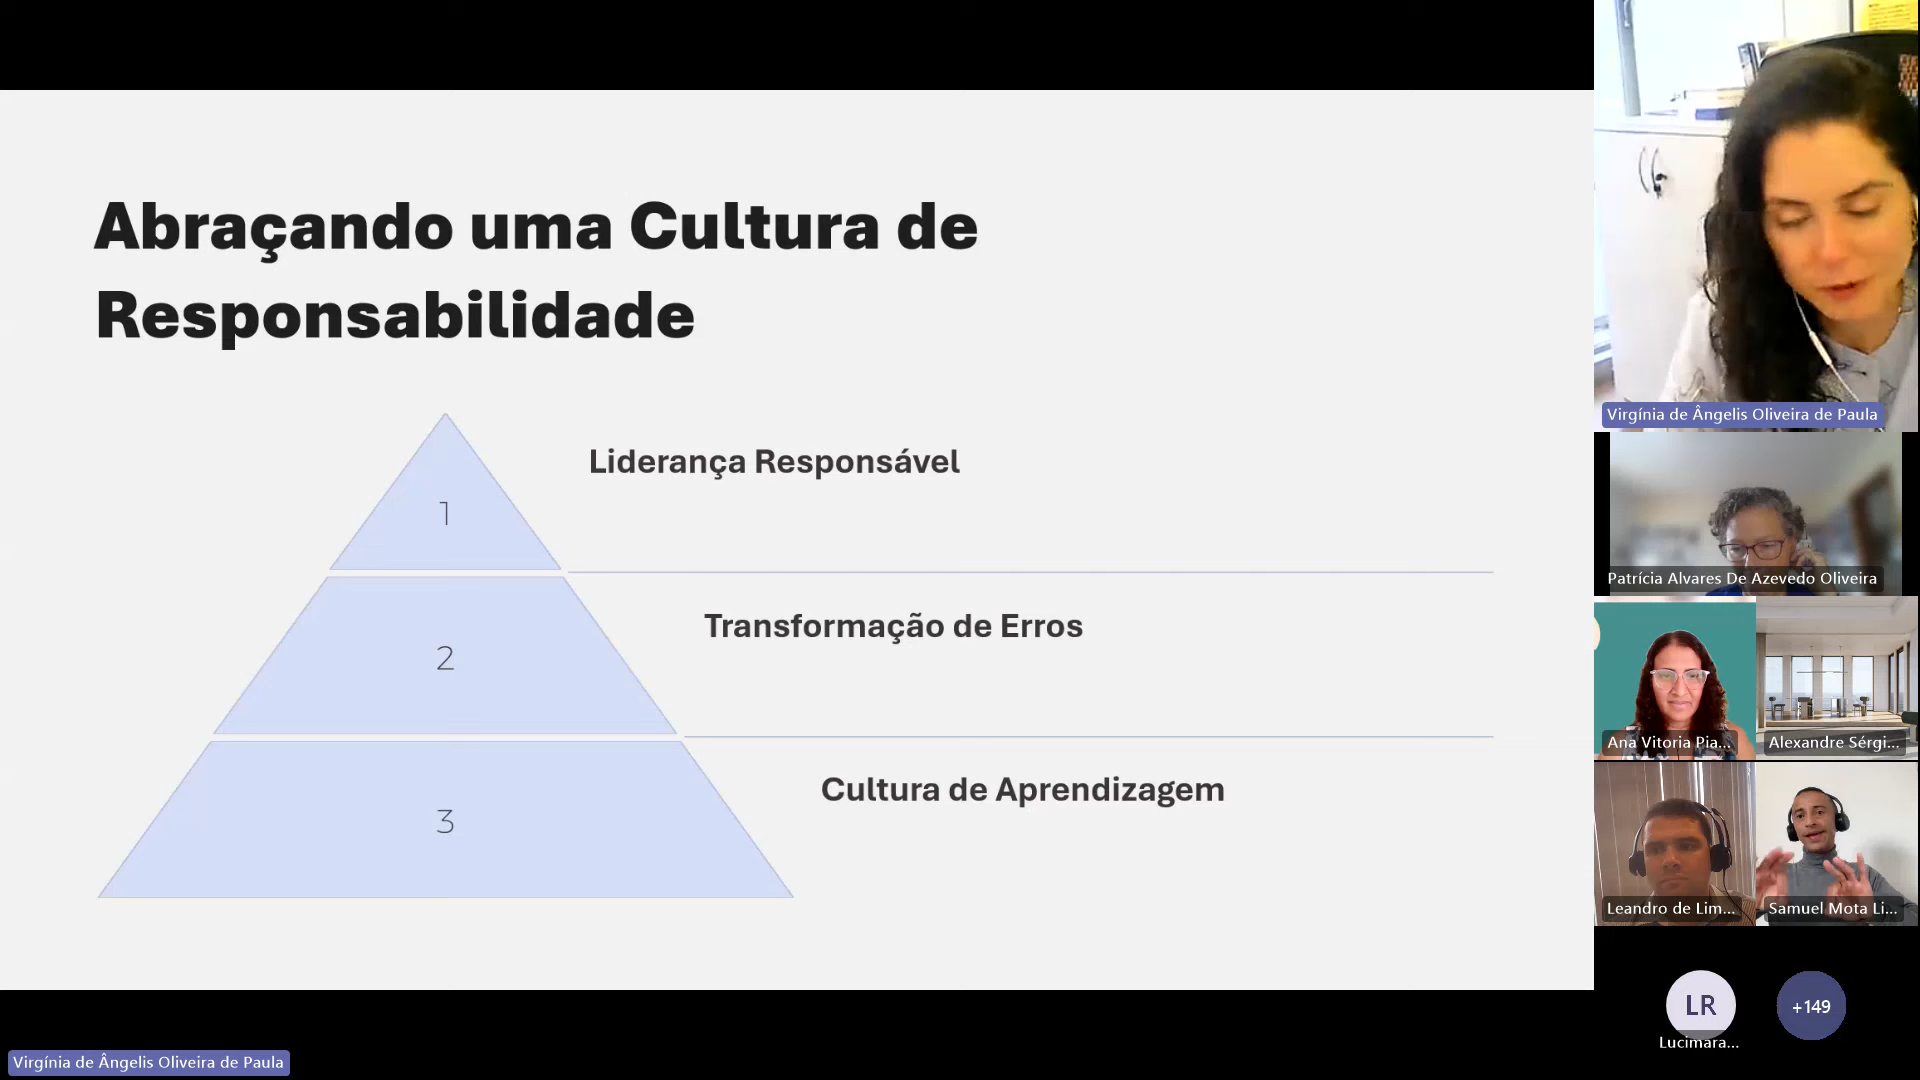 Abraçando uma Cultura de
Responsabilidade
1
Liderança Responsável
2
Transformação de Erros
3
Cultura de Aprendizagem
Virgínia de Ângelis Oliveira de Paula
Patrícia Alvares De Azevedo Oliveira
Ana Vitoria Pia...
Alexandre Sérgi...
Leandro de Lim...
Samuel Mota Li...
LR
+149
Lucimara...
Virgínia de Ângelis Oliveira de Paula